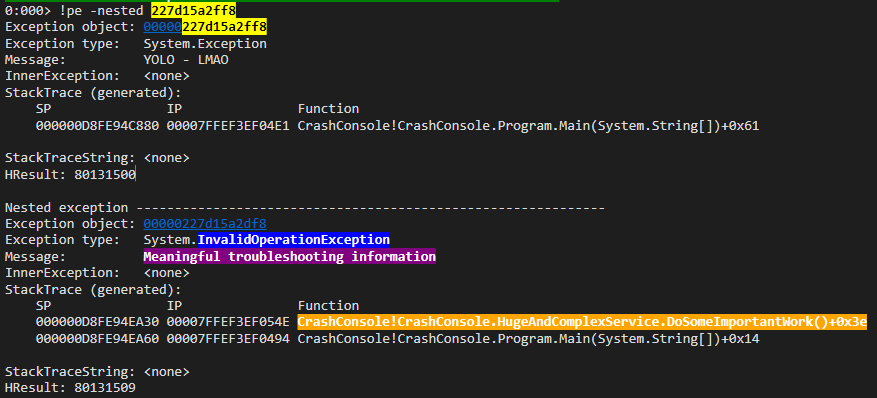 0:000> !pe -nested 227d15a2ff8
Exception object: 00000227d15a2ff8
Exception type:   System.Exception
Message:          YOLO - LMAO
InnerException:   <none>
StackTrace (generated):
    SP               IP               Function
    000000D8FE94C880 00007FFEF3EF04E1 CrashConsole!CrashConsole.Program.Main(System.String[])+0x61
StackTraceString: <none>
HResult: 80131500
Nested exception -------------------------------------------------------------
Exception object: 00000227d15a2df8
Exception type:   System.InvalidOperationException
Message:          Meaningful troubleshooting information
InnerException:   <none>
StackTrace (generated):
    SP               IP               Function
    000000D8FE94EA30 00007FFEF3EF054E CrashConsole!CrashConsole.HugeAndComplexService.DoSomeImportantWork()+0x3e
    000000D8FE94EA60 00007FFEF3EF0494 CrashConsole!CrashConsole.Program.Main(System.String[])+0x14
StackTraceString: <none>
HResult: 80131509